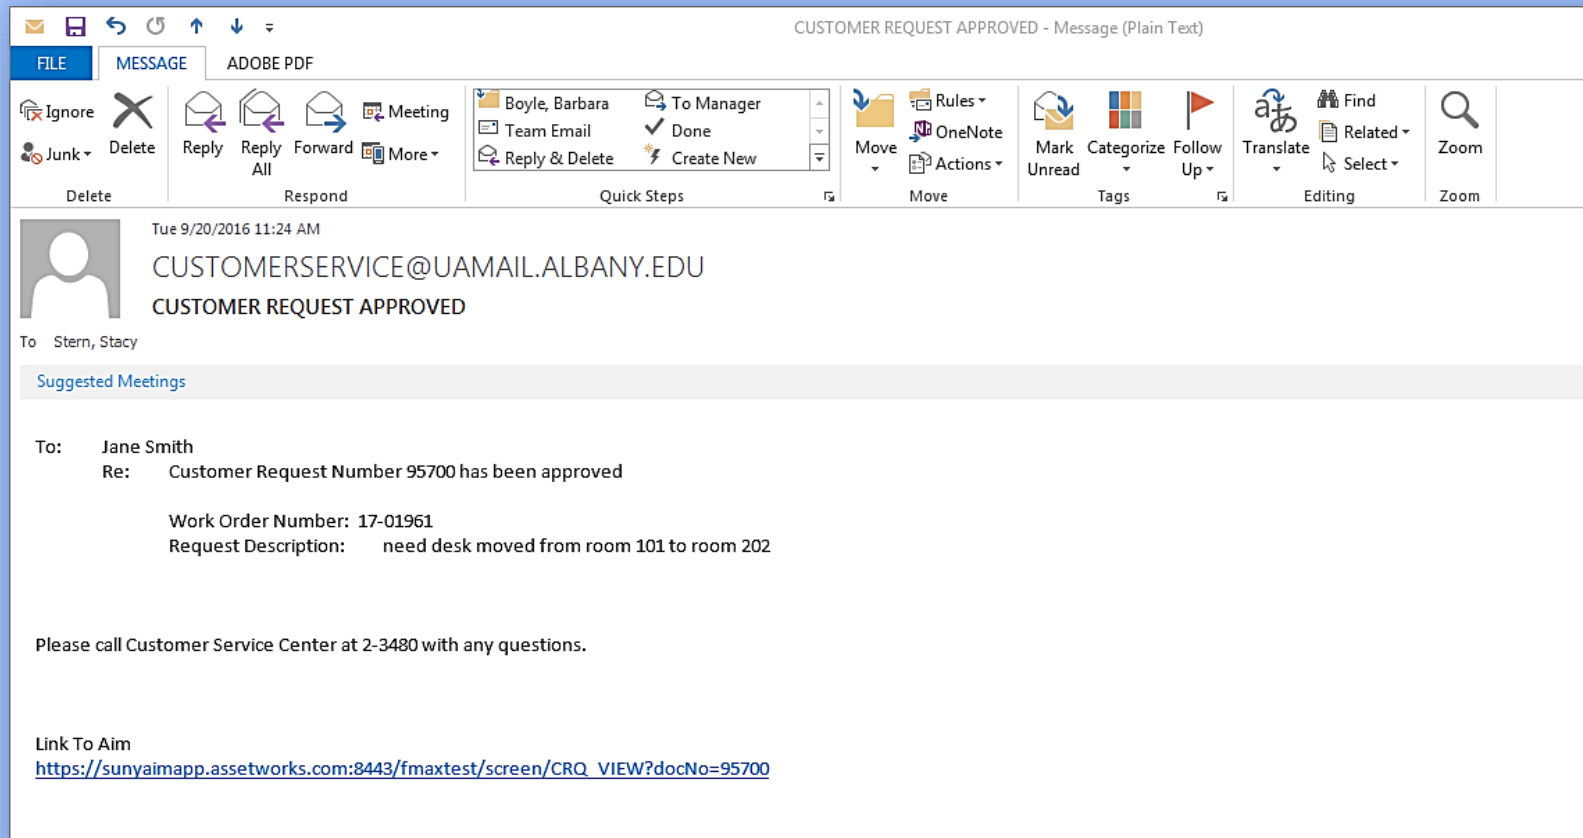 CUSTOMER REQUEST APPROVED - Message (Plain Text)
FILE MESSAGE ADOBE PDF
Ignore
Junk
Delete
Delete
Reply
Reply All
Forward
Meeting
More
Respond
Boyle, Barbara
To Manager
Team Email
Done
Reply & Delete
Create New
Quick Steps
Move
Rules
OneNote
Actions
Move
Mark Unread
Categorize
Follow Up
Tags
Translate
Find
Related
Select
Editing
Zoom
Zoom
Tue 9/20/2016 11:24 AM
CUSTOMERSERVICE@UAMAIL.ALBANY.EDU
CUSTOMER REQUEST APPROVED
To Stern, Stacy
Suggested Meetings
To: Jane Smith
Re: Customer Request Number 95700 has been approved
Work Order Number: 17-01961
Request Description: need desk moved from room 101 to room 202
Please call Customer Service Center at 2-3480 with any questions.
Link To Aim
https://sunyaimapp.assetworks.com:8443/fmaxtest/screen/CRQ_VIEW?docNo=95700